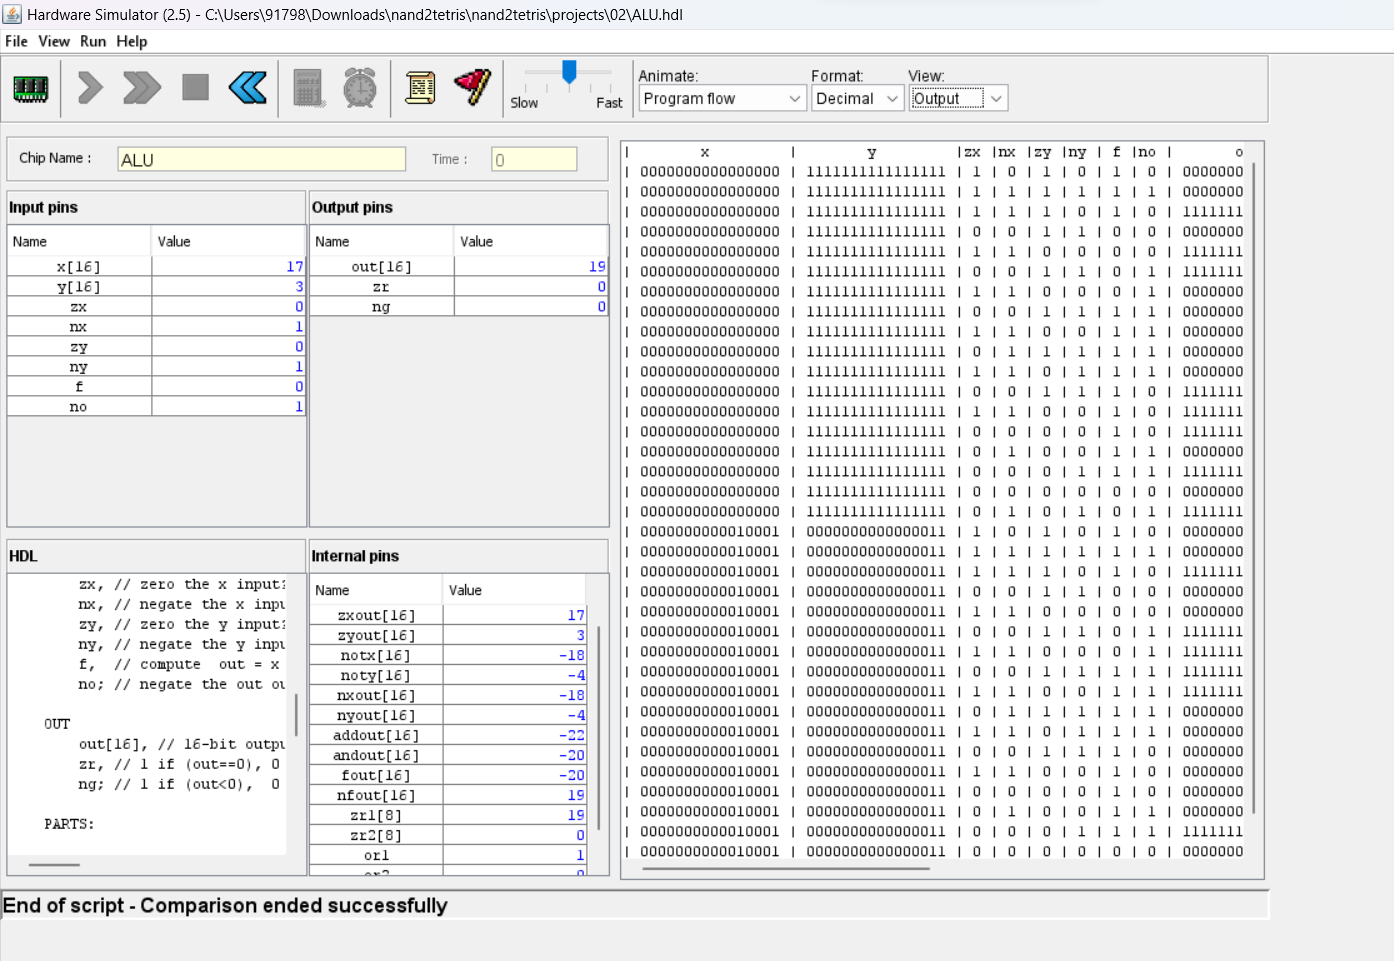 Hardware Simulator (2.5) - C:\Users\91798\Downloads\nand2tetris\nand2tetris\projects\02\ALU.hdl
File View Run Help
Slow Fast
Animate: Format: View:
Program flow Decimal Output
Chip Name : ALU Time : 0
Input pins
Name Value
x[16] 17
y[16] 3
zx 0
nx 1
zy 0
ny 1
f 0
no 1
Output pins
Name Value
out[16] 19
zr 0
ng 0
HDL
zx, // zero the x input?
nx, // negate the x inpu
zy, // zero the y input?
ny, // negate the y inpu
f, // compute out = x
no; // negate the out ou
OUT
out[16], // 16-bit outpu
zr, // 1 if (out==0), 0
ng; // 1 if (out<0), 0
PARTS:
Internal pins
Name Value
zxout[16] 17
zyout[16] 3
notx[16] -18
noty[16] -4
nxout[16] -18
nyout[16] -4
addout[16] -22
andout[16] -20
fout[16] -20
nfout[16] 19
zr1[8] 19
zr2[8] 0
or1 1
| x | y |zx |nx |zy |ny | f |no | o
| 0000000000000000 | 1111111111111111 | 1 | 0 | 1 | 0 | 1 | 0 | 0000000
| 0000000000000000 | 1111111111111111 | 1 | 1 | 1 | 1 | 1 | 1 | 0000000
| 0000000000000000 | 1111111111111111 | 1 | 1 | 1 | 0 | 1 | 0 | 1111111
| 0000000000000000 | 1111111111111111 | 0 | 0 | 1 | 1 | 0 | 0 | 0000000
| 0000000000000000 | 1111111111111111 | 1 | 1 | 0 | 0 | 0 | 0 | 1111111
| 0000000000000000 | 1111111111111111 | 0 | 0 | 1 | 1 | 0 | 1 | 1111111
| 0000000000000000 | 1111111111111111 | 1 | 1 | 0 | 0 | 0 | 1 | 0000000
| 0000000000000000 | 1111111111111111 | 0 | 0 | 1 | 1 | 1 | 1 | 0000000
| 0000000000000000 | 1111111111111111 | 1 | 1 | 0 | 0 | 1 | 1 | 0000000
| 0000000000000000 | 1111111111111111 | 0 | 1 | 1 | 1 | 1 | 1 | 0000000
| 0000000000000000 | 1111111111111111 | 1 | 1 | 0 | 1 | 1 | 1 | 0000000
| 0000000000000000 | 1111111111111111 | 0 | 0 | 1 | 1 | 1 | 0 | 1111111
| 0000000000000000 | 1111111111111111 | 1 | 1 | 0 | 0 | 1 | 0 | 1111111
| 0000000000000000 | 1111111111111111 | 0 | 0 | 0 | 0 | 1 | 0 | 1111111
| 0000000000000000 | 1111111111111111 | 0 | 1 | 0 | 0 | 1 | 1 | 0000000
| 0000000000000000 | 1111111111111111 | 0 | 0 | 0 | 1 | 1 | 1 | 1111111
| 0000000000000000 | 1111111111111111 | 0 | 0 | 0 | 0 | 0 | 0 | 0000000
| 0000000000000000 | 1111111111111111 | 0 | 1 | 0 | 1 | 0 | 1 | 1111111
| 0000000000010001 | 0000000000000011 | 1 | 0 | 1 | 0 | 1 | 0 | 0000000
| 0000000000010001 | 0000000000000011 | 1 | 1 | 1 | 1 | 1 | 1 | 0000000
| 0000000000010001 | 0000000000000011 | 1 | 1 | 1 | 0 | 1 | 0 | 1111111
| 0000000000010001 | 0000000000000011 | 0 | 0 | 1 | 1 | 0 | 0 | 0000000
| 0000000000010001 | 0000000000000011 | 1 | 1 | 0 | 0 | 0 | 0 | 0000000
| 0000000000010001 | 0000000000000011 | 0 | 0 | 1 | 1 | 0 | 1 | 1111111
| 0000000000010001 | 0000000000000011 | 1 | 1 | 0 | 0 | 0 | 1 | 1111111
| 0000000000010001 | 0000000000000011 | 0 | 0 | 1 | 1 | 1 | 1 | 1111111
| 0000000000010001 | 0000000000000011 | 1 | 1 | 0 | 0 | 1 | 1 | 1111111
| 0000000000010001 | 0000000000000011 | 0 | 1 | 1 | 1 | 1 | 1 | 0000000
| 0000000000010001 | 0000000000000011 | 1 | 1 | 0 | 1 | 1 | 1 | 0000000
| 0000000000010001 | 0000000000000011 | 0 | 0 | 1 | 1 | 1 | 0 | 0000000
| 0000000000010001 | 0000000000000011 | 1 | 1 | 0 | 0 | 1 | 0 | 0000000
| 0000000000010001 | 0000000000000011 | 0 | 0 | 0 | 0 | 1 | 0 | 0000000
| 0000000000010001 | 0000000000000011 | 0 | 1 | 0 | 0 | 1 | 1 | 0000000
| 0000000000010001 | 0000000000000011 | 0 | 0 | 0 | 1 | 1 | 1 | 1111111
| 0000000000010001 | 0000000000000011 | 0 | 0 | 0 | 0 | 0 | 0 | 0000000
End of script - Comparison ended successfully